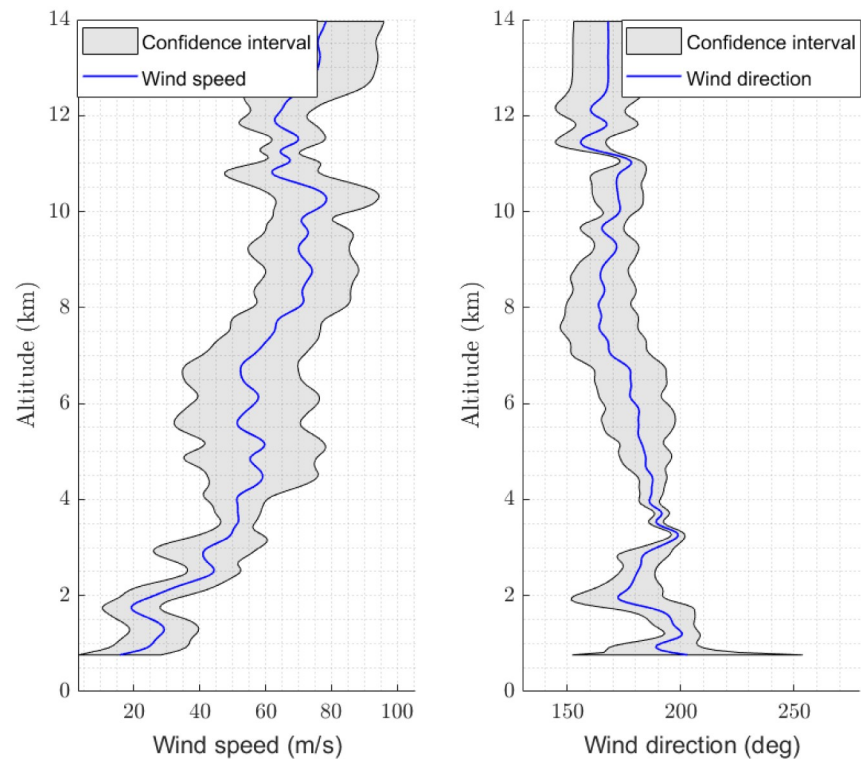 Confidence interval
Wind speed
14
12
10
8
6
4
2
0
Altitude (km)
20 40 60 80 100
Wind speed (m/s)
Confidence interval
Wind direction
14
12
10
8
6
4
2
0
Altitude (km)
150 200 250
Wind direction (deg)